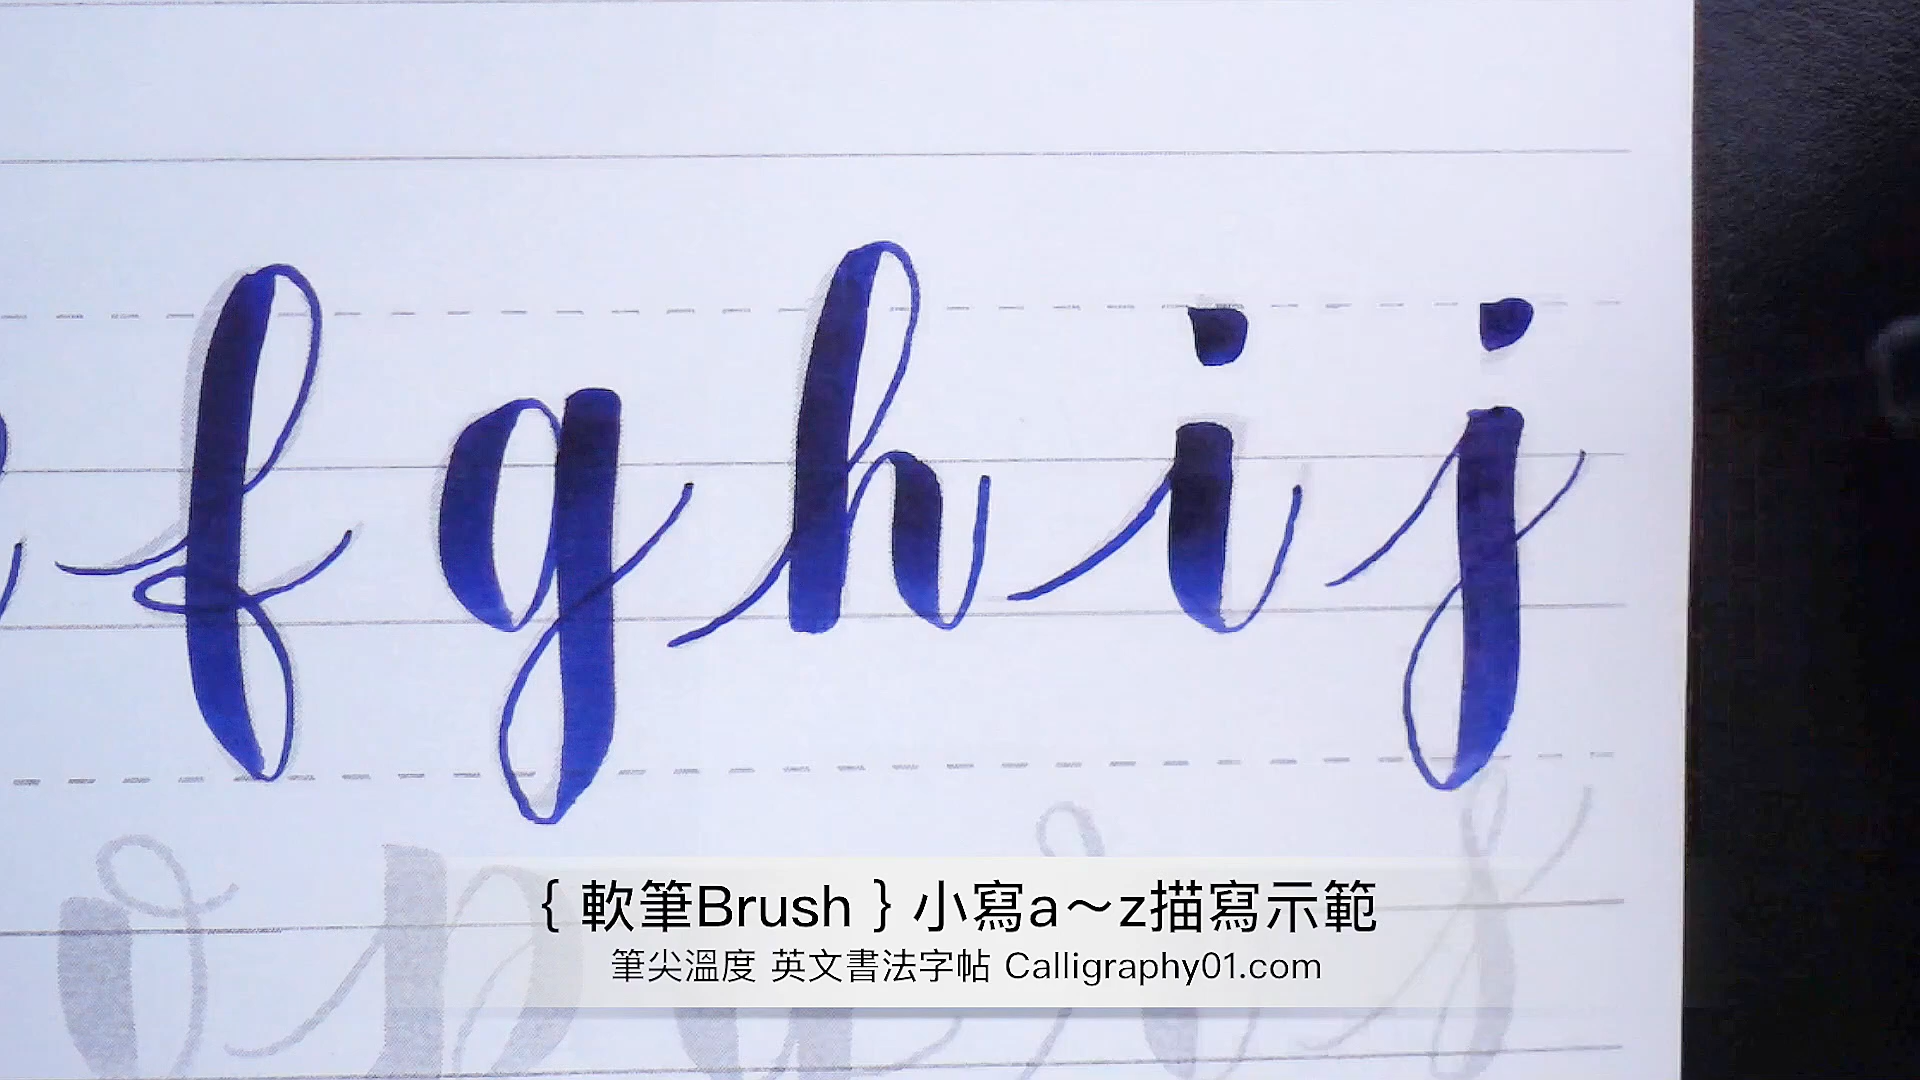 f g h i j
o p q r s
{ 軟筆Brush } 小寫a～z描寫示範
筆尖溫度 英文書法字帖 Calligraphy01.com